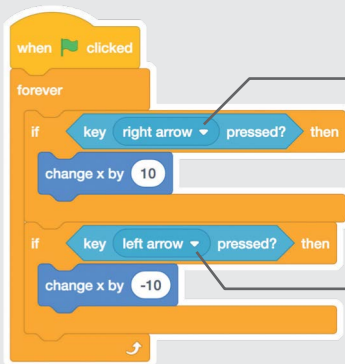 when clicked
forever
if key right arrow pressed? then
change x by 10
if key left arrow pressed? then
change x by -10